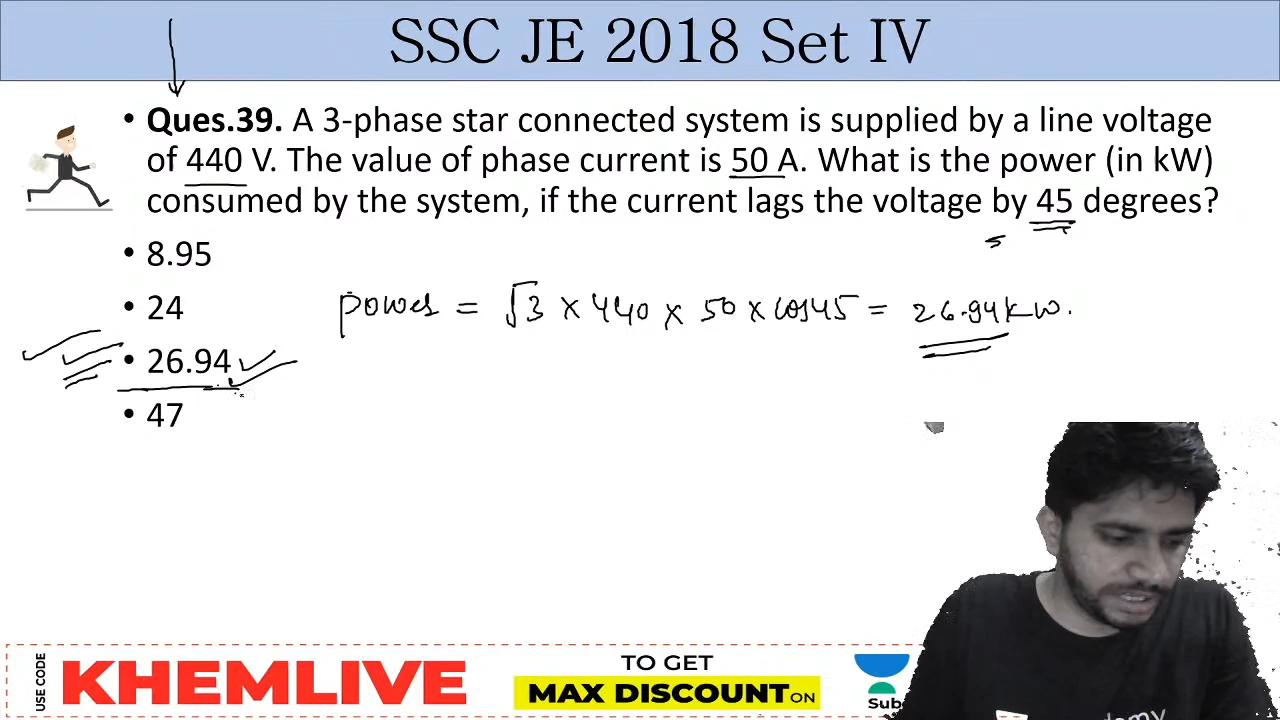 SSC JE 2018 Set IV
• Ques.39. A 3-phase star connected system is supplied by a line voltage
of 440 V. The value of phase current is 50 A. What is the power (in kW)
consumed by the system, if the current lags the voltage by 45 degrees?
• 8.95
• 24
power = √3 × 440 × 50 × cos45 = 26.94kw.
• 26.94
• 47
USE CODE
KHEMLIVE
TO GET
MAX DISCOUNT ON
Sub
demy